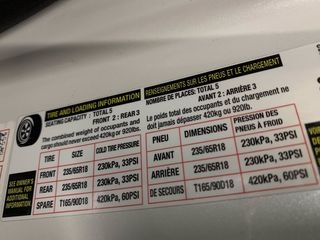 TIRE AND LOADING INFORMATION
SEATING CAPACITY : TOTAL 5
FRONT 2 : REAR 3
The combined weight of occupants and
cargo should never exceed 420kg or 920lbs.
TIRE SIZE COLD TIRE PRESSURE
FRONT 235/65R18 230kPa, 33PSI
REAR 235/65R18 230kPa, 33PSI
SPARE T165/90D18 420kPa, 60PSI
SEE OWNER'S
MANUAL FOR
ADDITIONAL
INFORMATION
RENSEIGNEMENTS SUR LES PNEUS ET LE CHARGEMENT
NOMBRE DE PLACES: TOTAL 5
AVANT 2 : ARRIÈRE 3
Le poids total des occupants et du chargement ne
doit jamais dépasser 420kg or 920lb.
PNEU DIMENSIONS PRESSION DES
PNEUS À FROID
AVANT 235/65R18 230kPa, 33PSI
ARRIÈRE 235/65R18 230kPa, 33PSI
DE SECOURS T165/90D18 420kPa, 60PSI